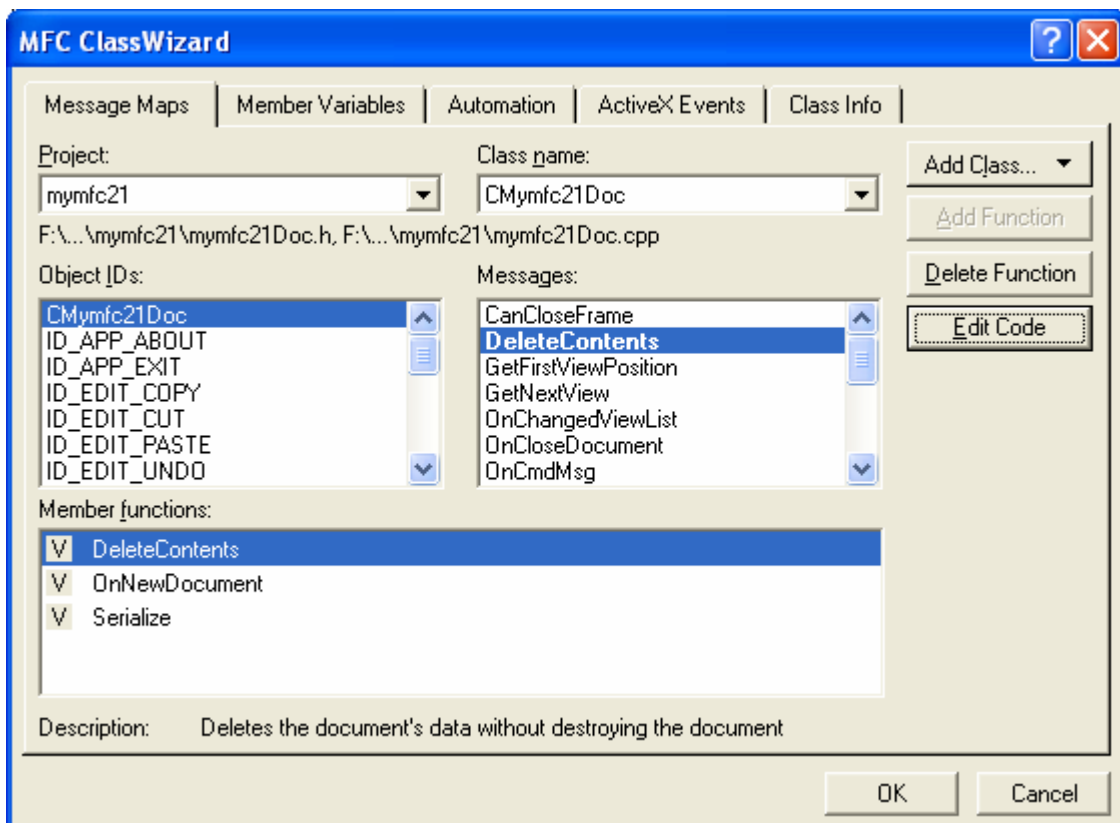 MFC ClassWizard
Message Maps Member Variables Automation ActiveX Events Class Info
Project: Class name:
mymfc21 CMymfc21Doc
Add Class...
Add Function
F:\...\mymfc21\mymfc21Doc.h, F:\...\mymfc21\mymfc21Doc.cpp
Object IDs: Messages:
Delete Function
Edit Code
CMymfc21Doc
ID_APP_ABOUT
ID_APP_EXIT
ID_EDIT_COPY
ID_EDIT_CUT
ID_EDIT_PASTE
ID_EDIT_UNDO
CanCloseFrame
DeleteContents
GetFirstViewPosition
GetNextView
OnChangedViewList
OnCloseDocument
OnCmdMsg
Member functions:
V DeleteContents
V OnNewDocument
V Serialize
Description: Deletes the document's data without destroying the document
OK Cancel